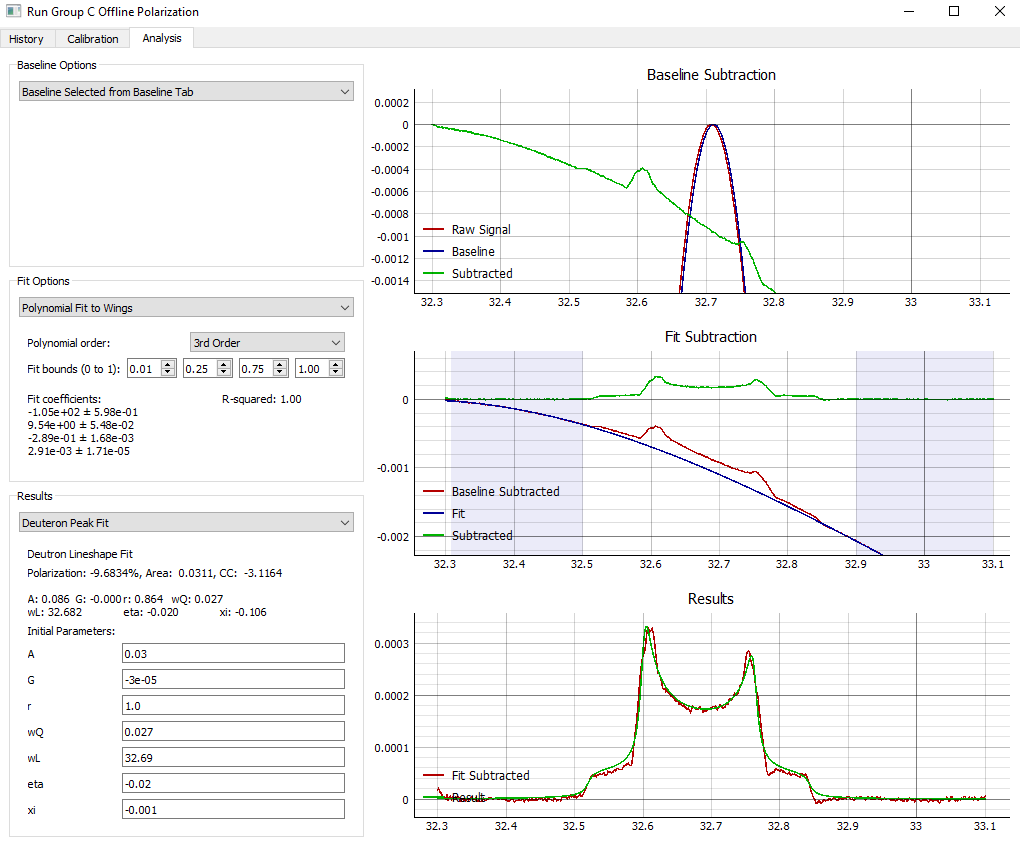 Run Group C Offline Polarization
History Calibration Analysis
Baseline Options
Baseline Selected from Baseline Tab
Fit Options
Polynomial Fit to Wings
Polynomial order: 3rd Order
Fit bounds (0 to 1): 0.01 0.25 0.75 1.00
Fit coefficients: R-squared: 1.00
-1.05e+02 ± 5.98e-01
9.54e+00 ± 5.48e-02
-2.89e-01 ± 1.68e-03
2.91e-03 ± 1.71e-05
Results
Deuteron Peak Fit
Deutron Lineshape Fit
Polarization: -9.6834%, Area: 0.0311, CC: -3.1164
A: 0.086 G: -0.000 r: 0.864 wQ: 0.027
wL: 32.682 eta: -0.020 xi: -0.106
Initial Parameters:
A 0.03
G -3e-05
r 1.0
wQ 0.027
wL 32.69
eta -0.02
xi -0.001
Baseline Subtraction
0.0002
0
-0.0002
-0.0004
-0.0006
-0.0008
-0.001
-0.0012
-0.0014
Raw Signal
Baseline
Subtracted
32.3 32.4 32.5 32.6 32.7 32.8 32.9 33 33.1
Fit Subtraction
0
-0.001
-0.002
Baseline Subtracted
Fit
Subtracted
32.3 32.4 32.5 32.6 32.7 32.8 32.9 33 33.1
Results
0.0003
0.0002
0.0001
0
Fit Subtracted
Result
32.3 32.4 32.5 32.6 32.7 32.8 32.9 33 33.1